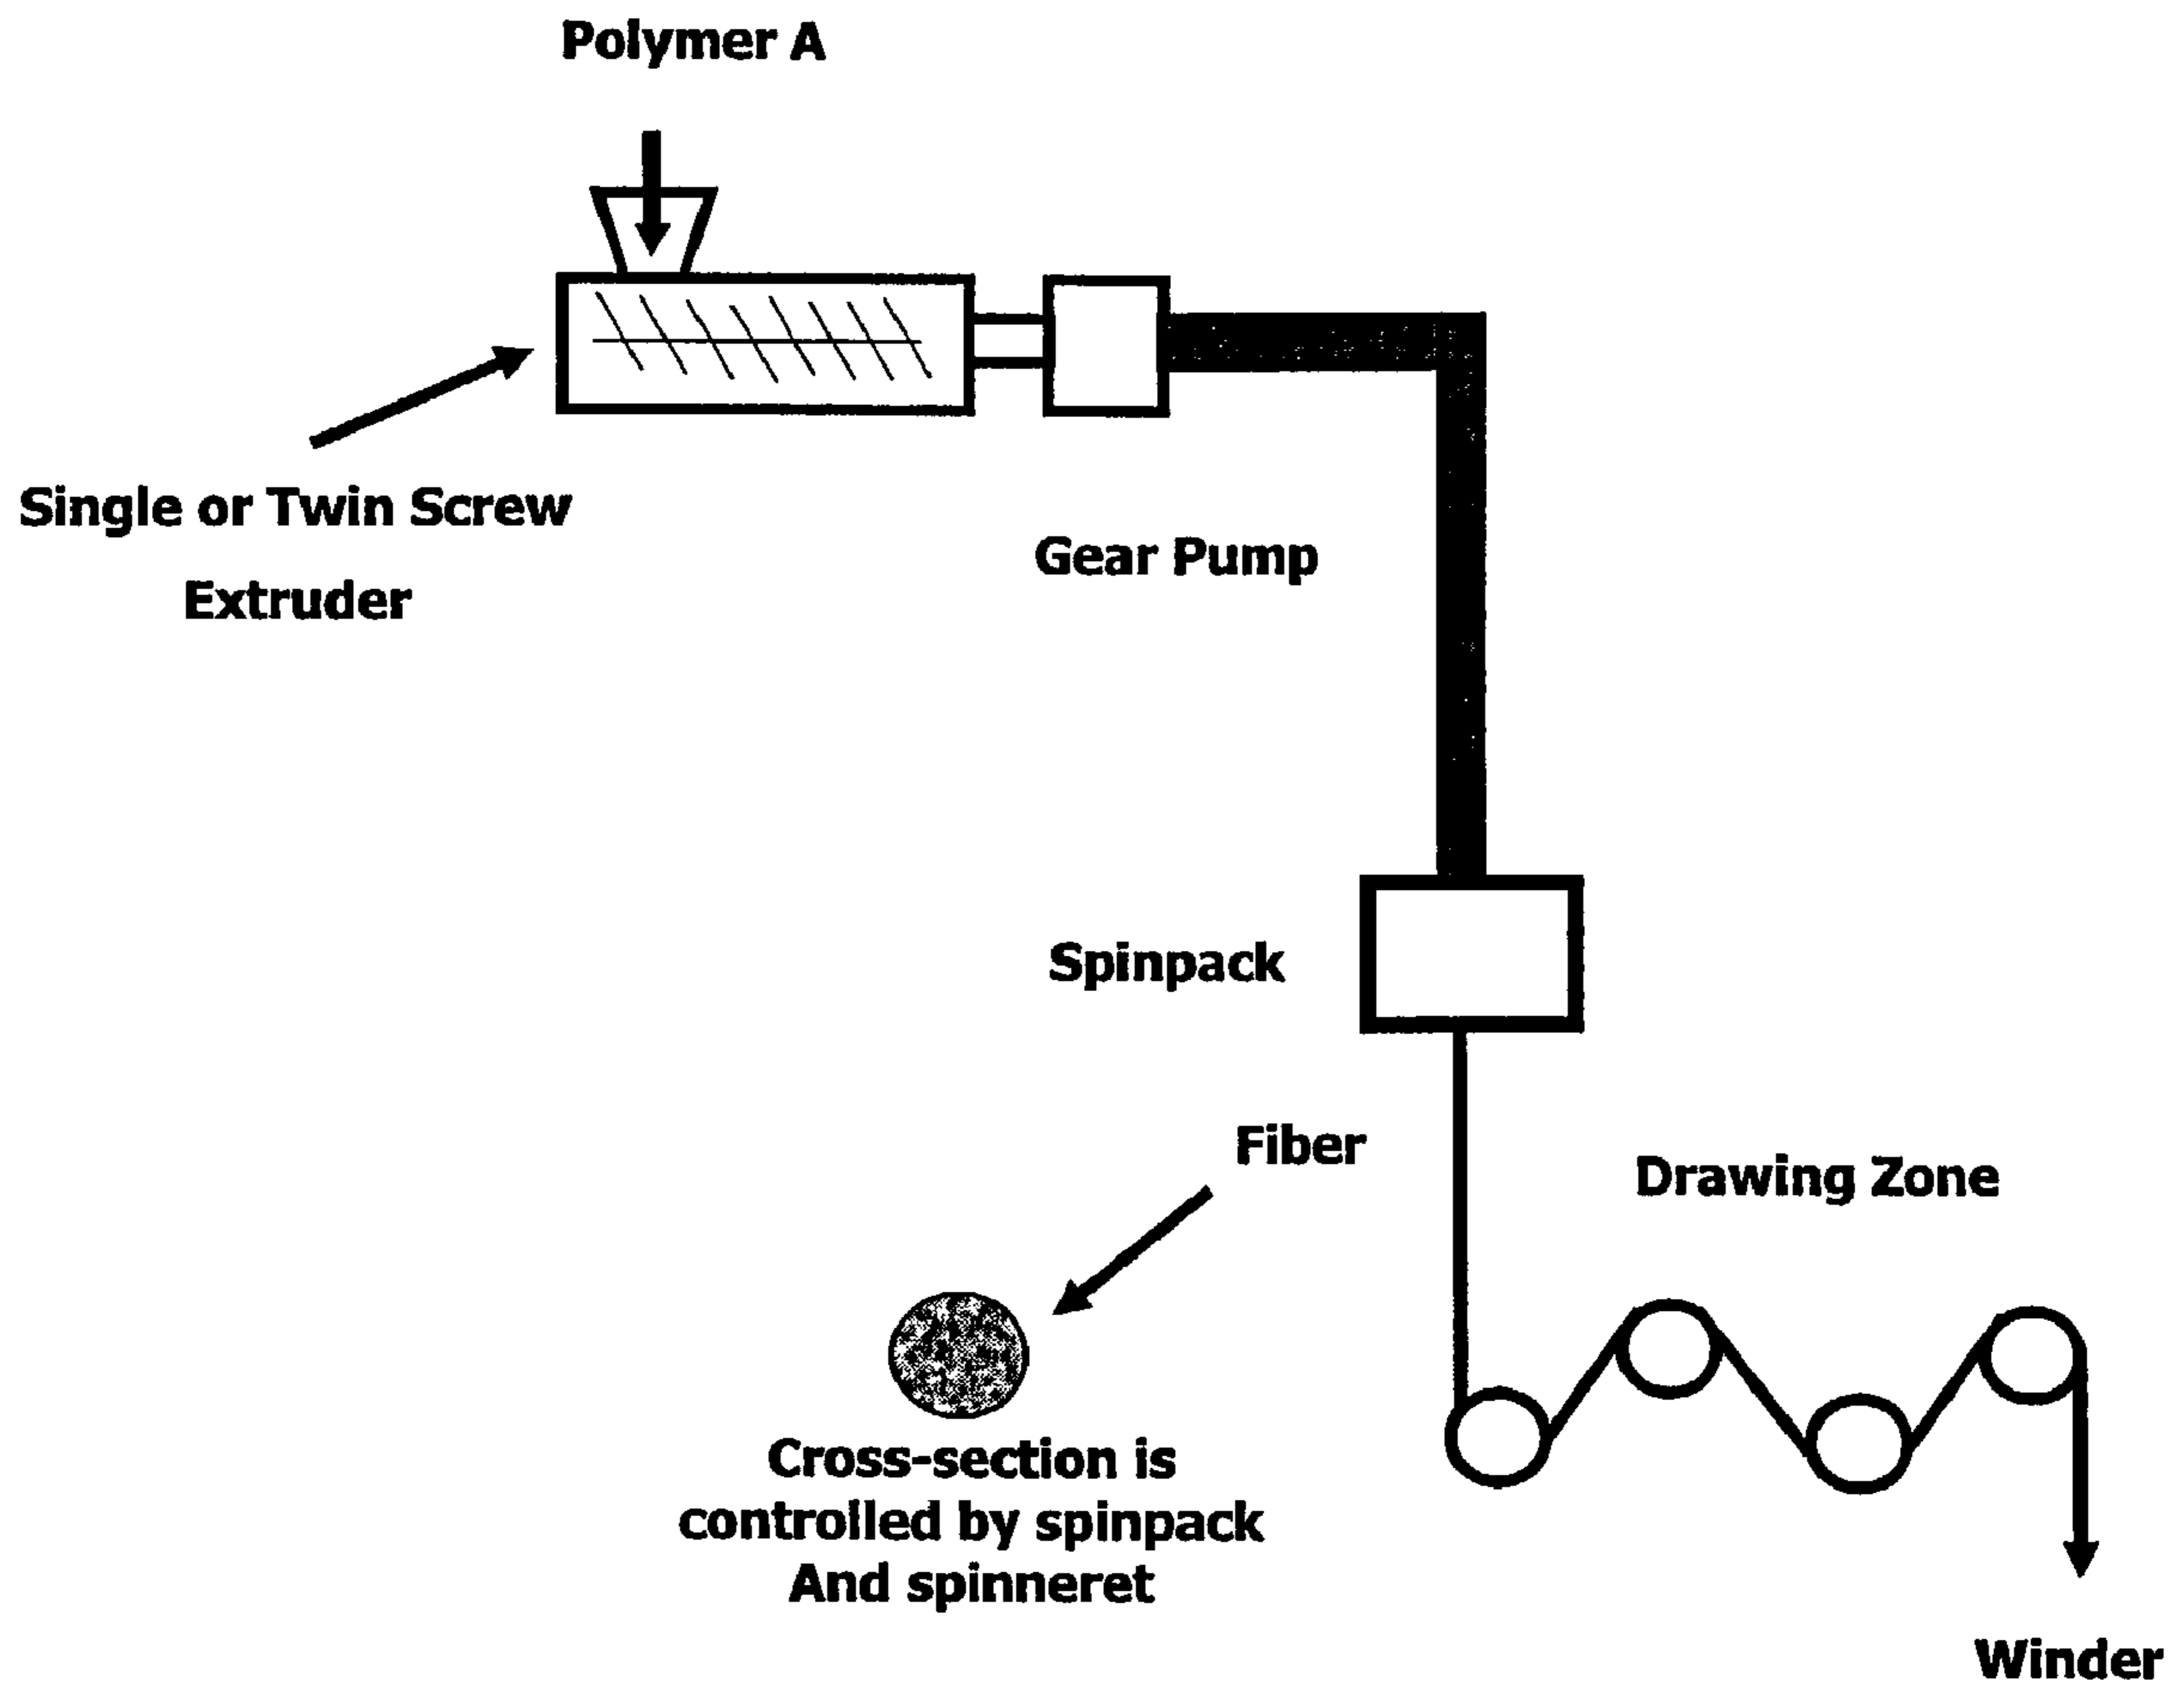 Polymer A
Single or Twin Screw
Extruder
Gear Pump
Spinpack
Fiber
Drawing Zone
Cross-section is
controlled by spinpack
And spinneret
Winder